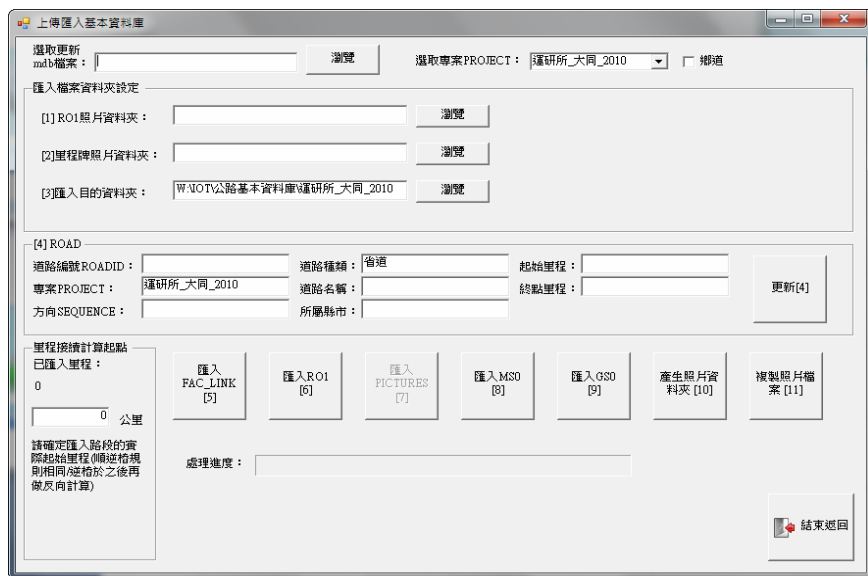 上傳匯入基本資料庫
選取更新
mdb檔案：
瀏覽
選取專案PROJECT：
運研所_大同_2010
鄉道
匯入檔案資料夾設定
[1] RO1照片資料夾：
瀏覽
[2]里程牌照片資料夾：
瀏覽
[3]匯入目的資料夾：
W:\IOT\公路基本資料庫\運研所_大同_2010
瀏覽
[4] ROAD
道路編號ROADID：
道路種類：
省道
起始里程：
專案PROJECT：
運研所_大同_2010
道路名稱：
終點里程：
方向SEQUENCE：
所屬縣市：
更新[4]
里程接續計算起點
已匯入里程：
0
0
公里
請確定匯入路段的實
際起始里程(順逆樁規
則相同/逆樁於之後再
做反向計算)
匯入
FAC_LINK
[5]
匯入RO1
[6]
匯入
PICTURES
[7]
匯入MS0
[8]
匯入GS0
[9]
產生照片資
料夾 [10]
複製照片檔
案 [11]
處理進度：
結束返回